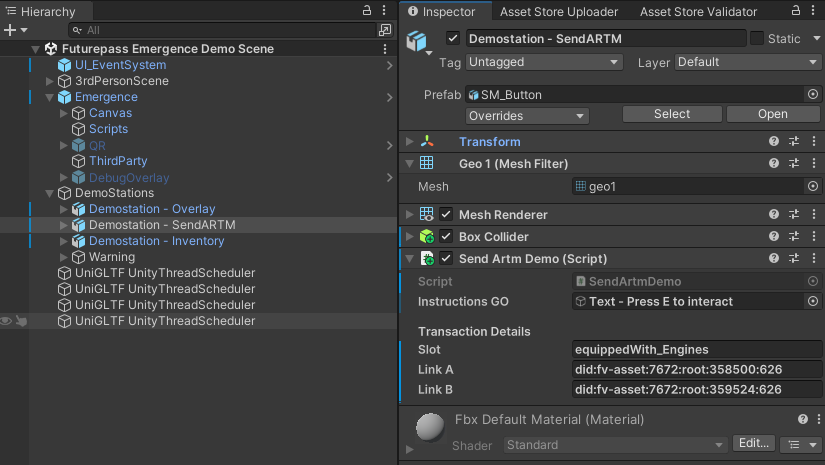 Hierarchy
All
Futurepass Emergence Demo Scene
UI_EventSystem
3rdPersonScene
Emergence
Canvas
Scripts
QR
ThirdParty
DebugOverlay
DemoStations
Demostation - Overlay
Demostation - SendARTM
Demostation - Inventory
Warning
UniGLTF UnityThreadScheduler
UniGLTF UnityThreadScheduler
UniGLTF UnityThreadScheduler
UniGLTF UnityThreadScheduler
Inspector Asset Store Uploader Asset Store Validator
Demostation - SendARTM Static
Tag Untagged Layer Default
Prefab SM_Button
Overrides Select Open
Transform
Geo 1 (Mesh Filter)
Mesh geo1
Mesh Renderer
Box Collider
Send Artm Demo (Script)
Script SendArtmDemo
Instructions GO Text - Press E to interact
Transaction Details
Slot equippedWith_Engines
Link A did:fv-asset:7672:root:358500:626
Link B did:fv-asset:7672:root:359524:626
Fbx Default Material (Material)
Shader Standard Edit...